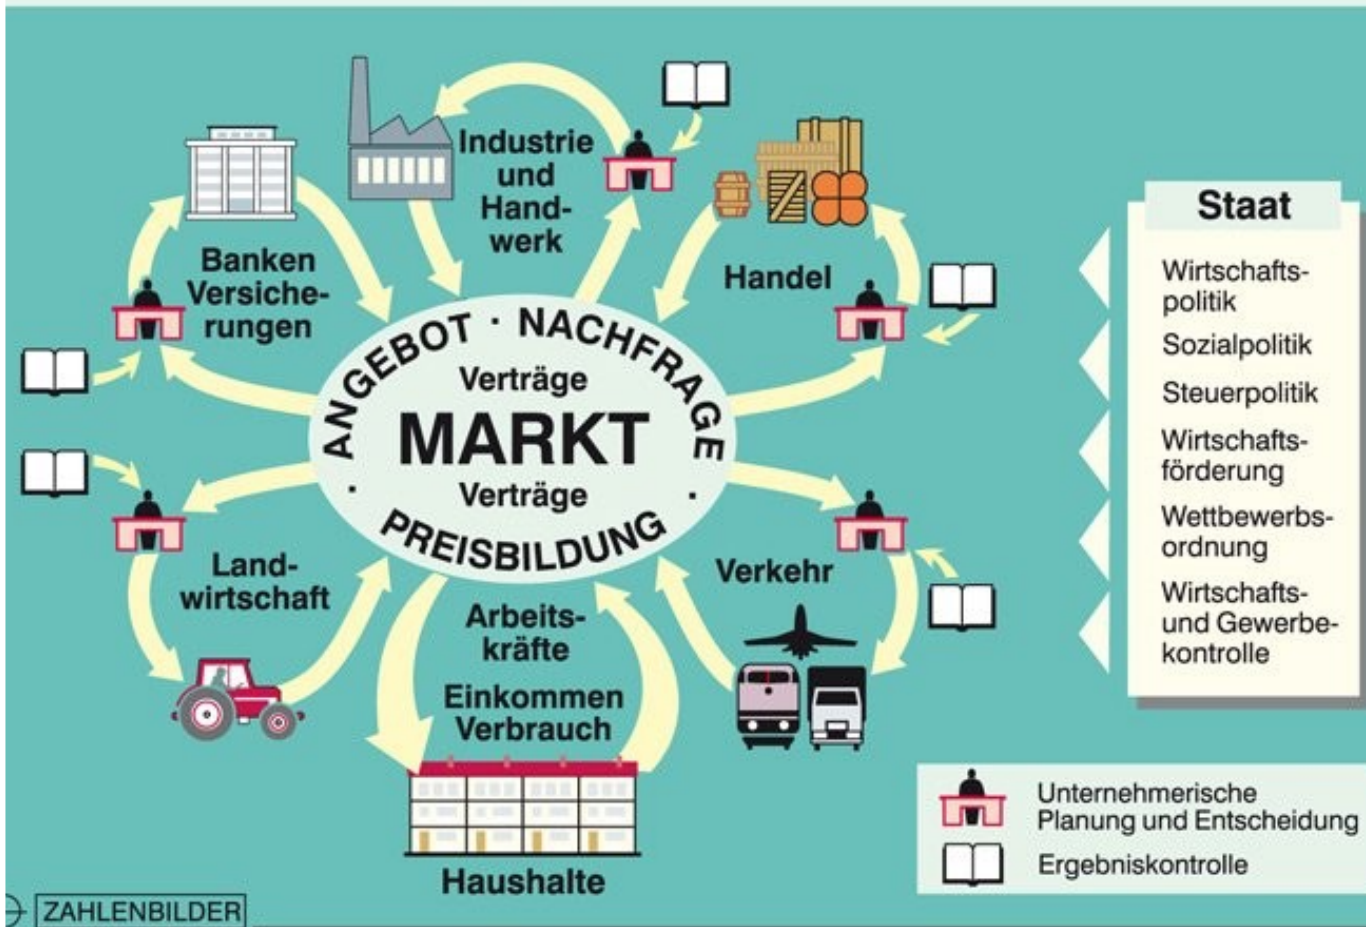 Industrie
und
Hand-
werk
Banken
Versiche-
rungen
Handel
ANGEBOT · NACHFRAGE
Verträge
MARKT
Verträge
· PREISBILDUNG ·
Land-
wirtschaft
Verkehr
Arbeits-
kräfte
Einkommen
Verbrauch
Haushalte
Staat
Wirtschafts-
politik
Sozialpolitik
Steuerpolitik
Wirtschafts-
förderung
Wettbewerbs-
ordnung
Wirtschafts-
und Gewerbe-
kontrolle
Unternehmerische
Planung und Entscheidung
Ergebniskontrolle
ZAHLENBILDER